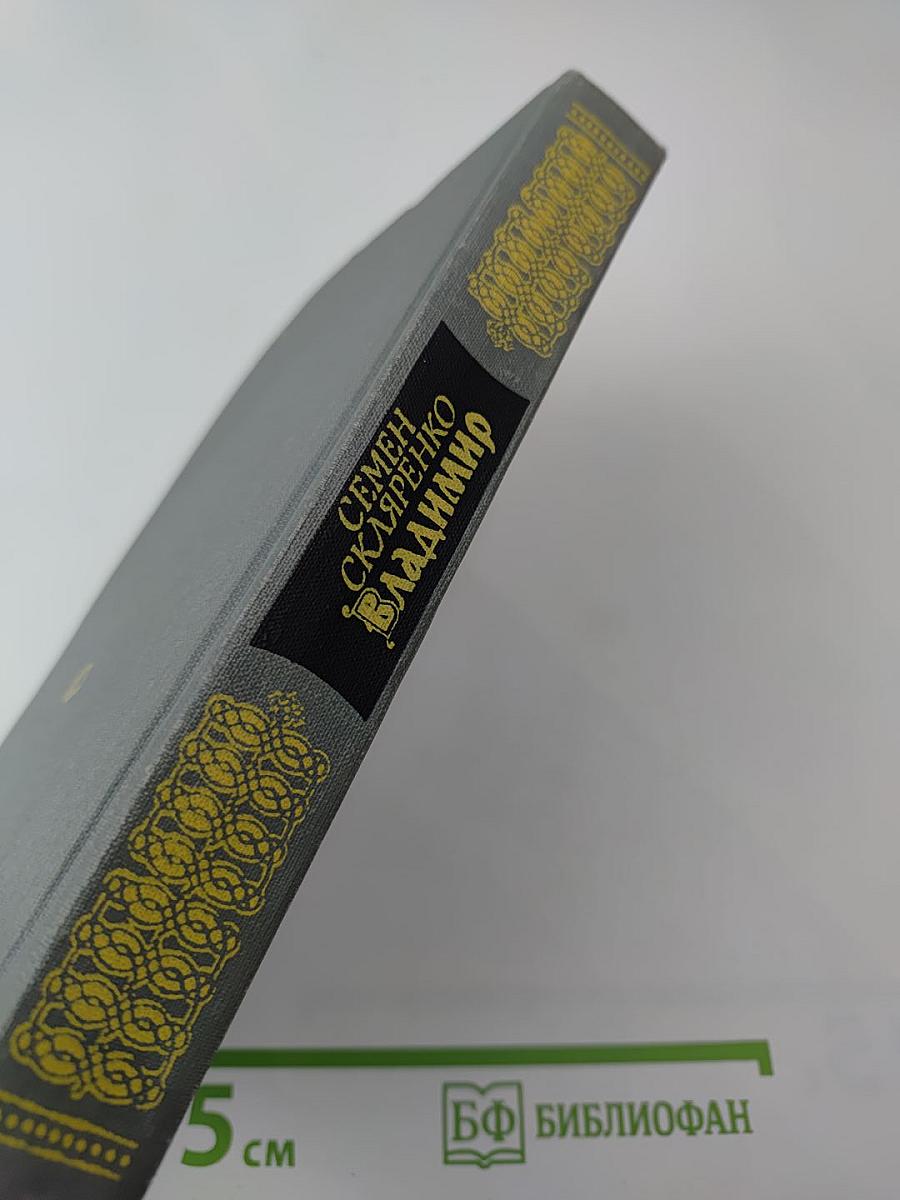 СЕМЕН
СКЛЯРЕНКО
Владимир
5 см
БФ БИБЛИОФАН